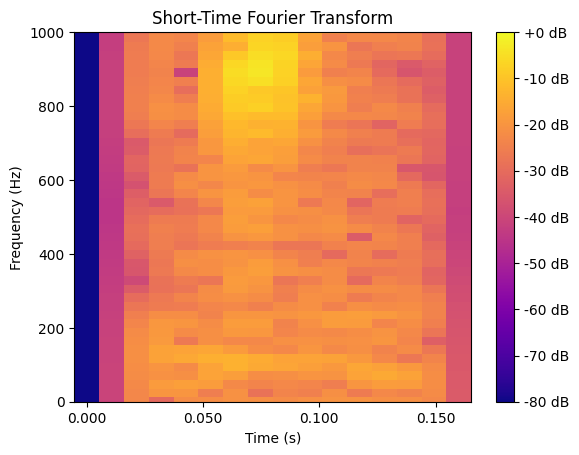 Short-Time Fourier Transform
Frequency (Hz)
1000
800
600
400
200
0
0.000
0.050
0.100
0.150
Time (s)
+0 dB
-10 dB
-20 dB
-30 dB
-40 dB
-50 dB
-60 dB
-70 dB
-80 dB